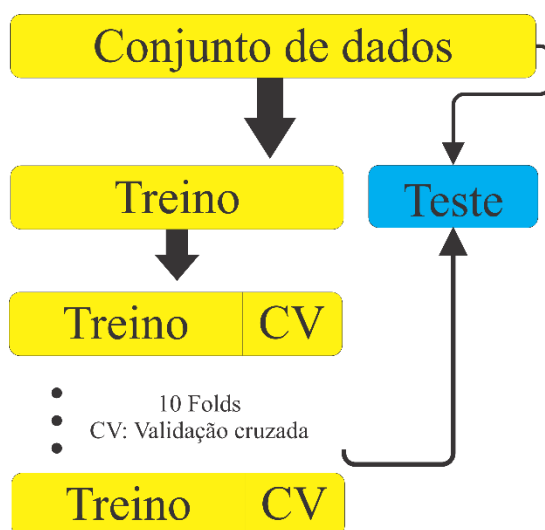 Conjunto de dados
Treino
Teste
Treino CV
10 Folds
CV: Validação cruzada
Treino CV